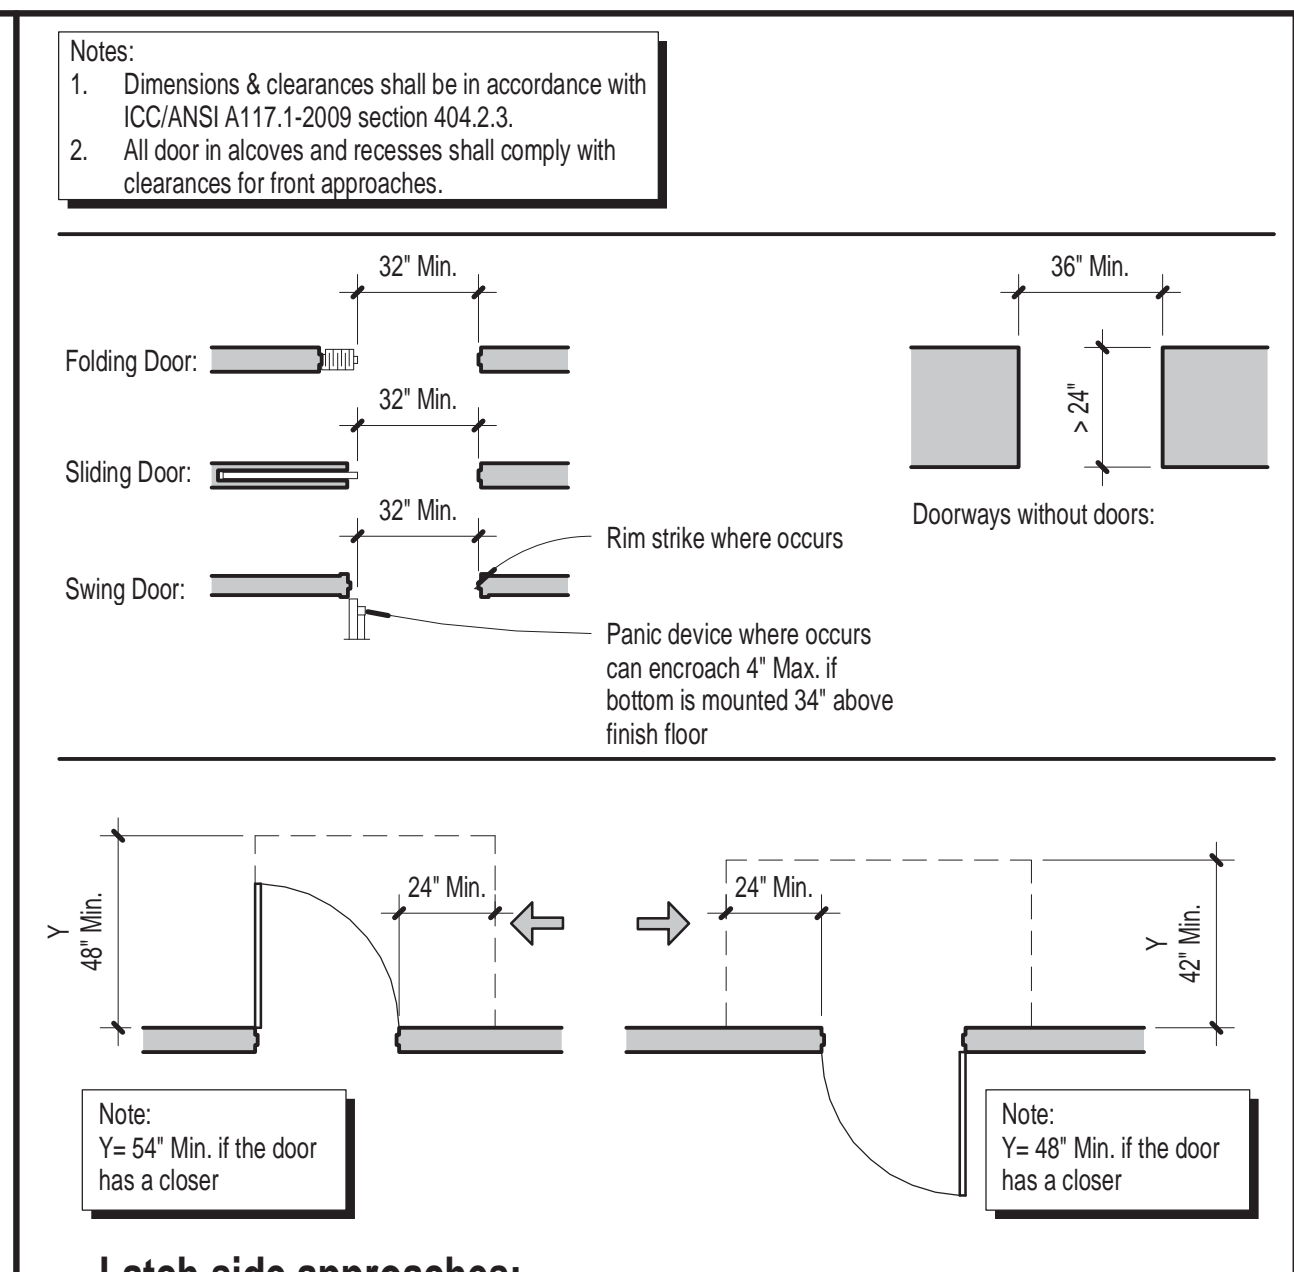 Notes:
1. Dimensions & clearances shall be in accordance with
ICC/ANSI A117.1-2009 section 404.2.3.
2. All door in alcoves and recesses shall comply with
clearances for front approaches.
32" Min.
36" Min.
Folding Door:
> 24"
32" Min.
Sliding Door:
32" Min.
Doorways without doors:
Rim strike where occurs
Swing Door:
Panic device where occurs
can encroach 4" Max. if
bottom is mounted 34" above
finish floor
Y
48" Min.
24" Min.
24" Min.
Y
42" Min.
Note:
Y= 54" Min. if the door
has a closer
Note:
Y= 48" Min. if the door
has a closer
Latch side approaches: